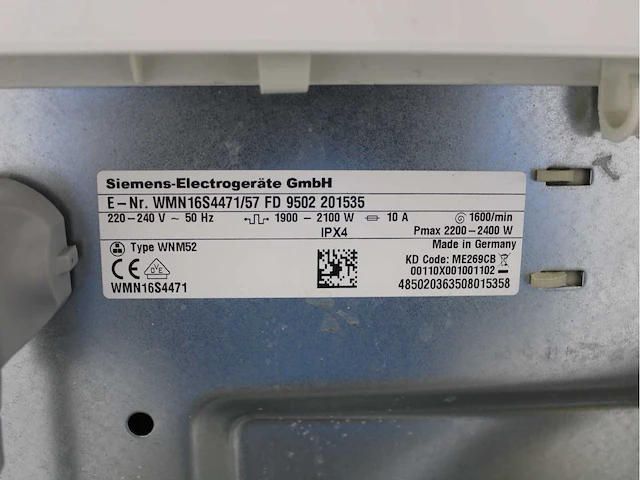 Siemens-Electrogeräte GmbH
E-Nr. WMN16S4471/57 FD 9502 201535
220-240 V ~ 50 Hz 1900 - 2100 W 10 A 1600/min
IPX4 Pmax 2200-2400 W
Type WNM52 Made in Germany
KD Code: ME269CB
00110X001001102
WMN16S4471 485020363508015358